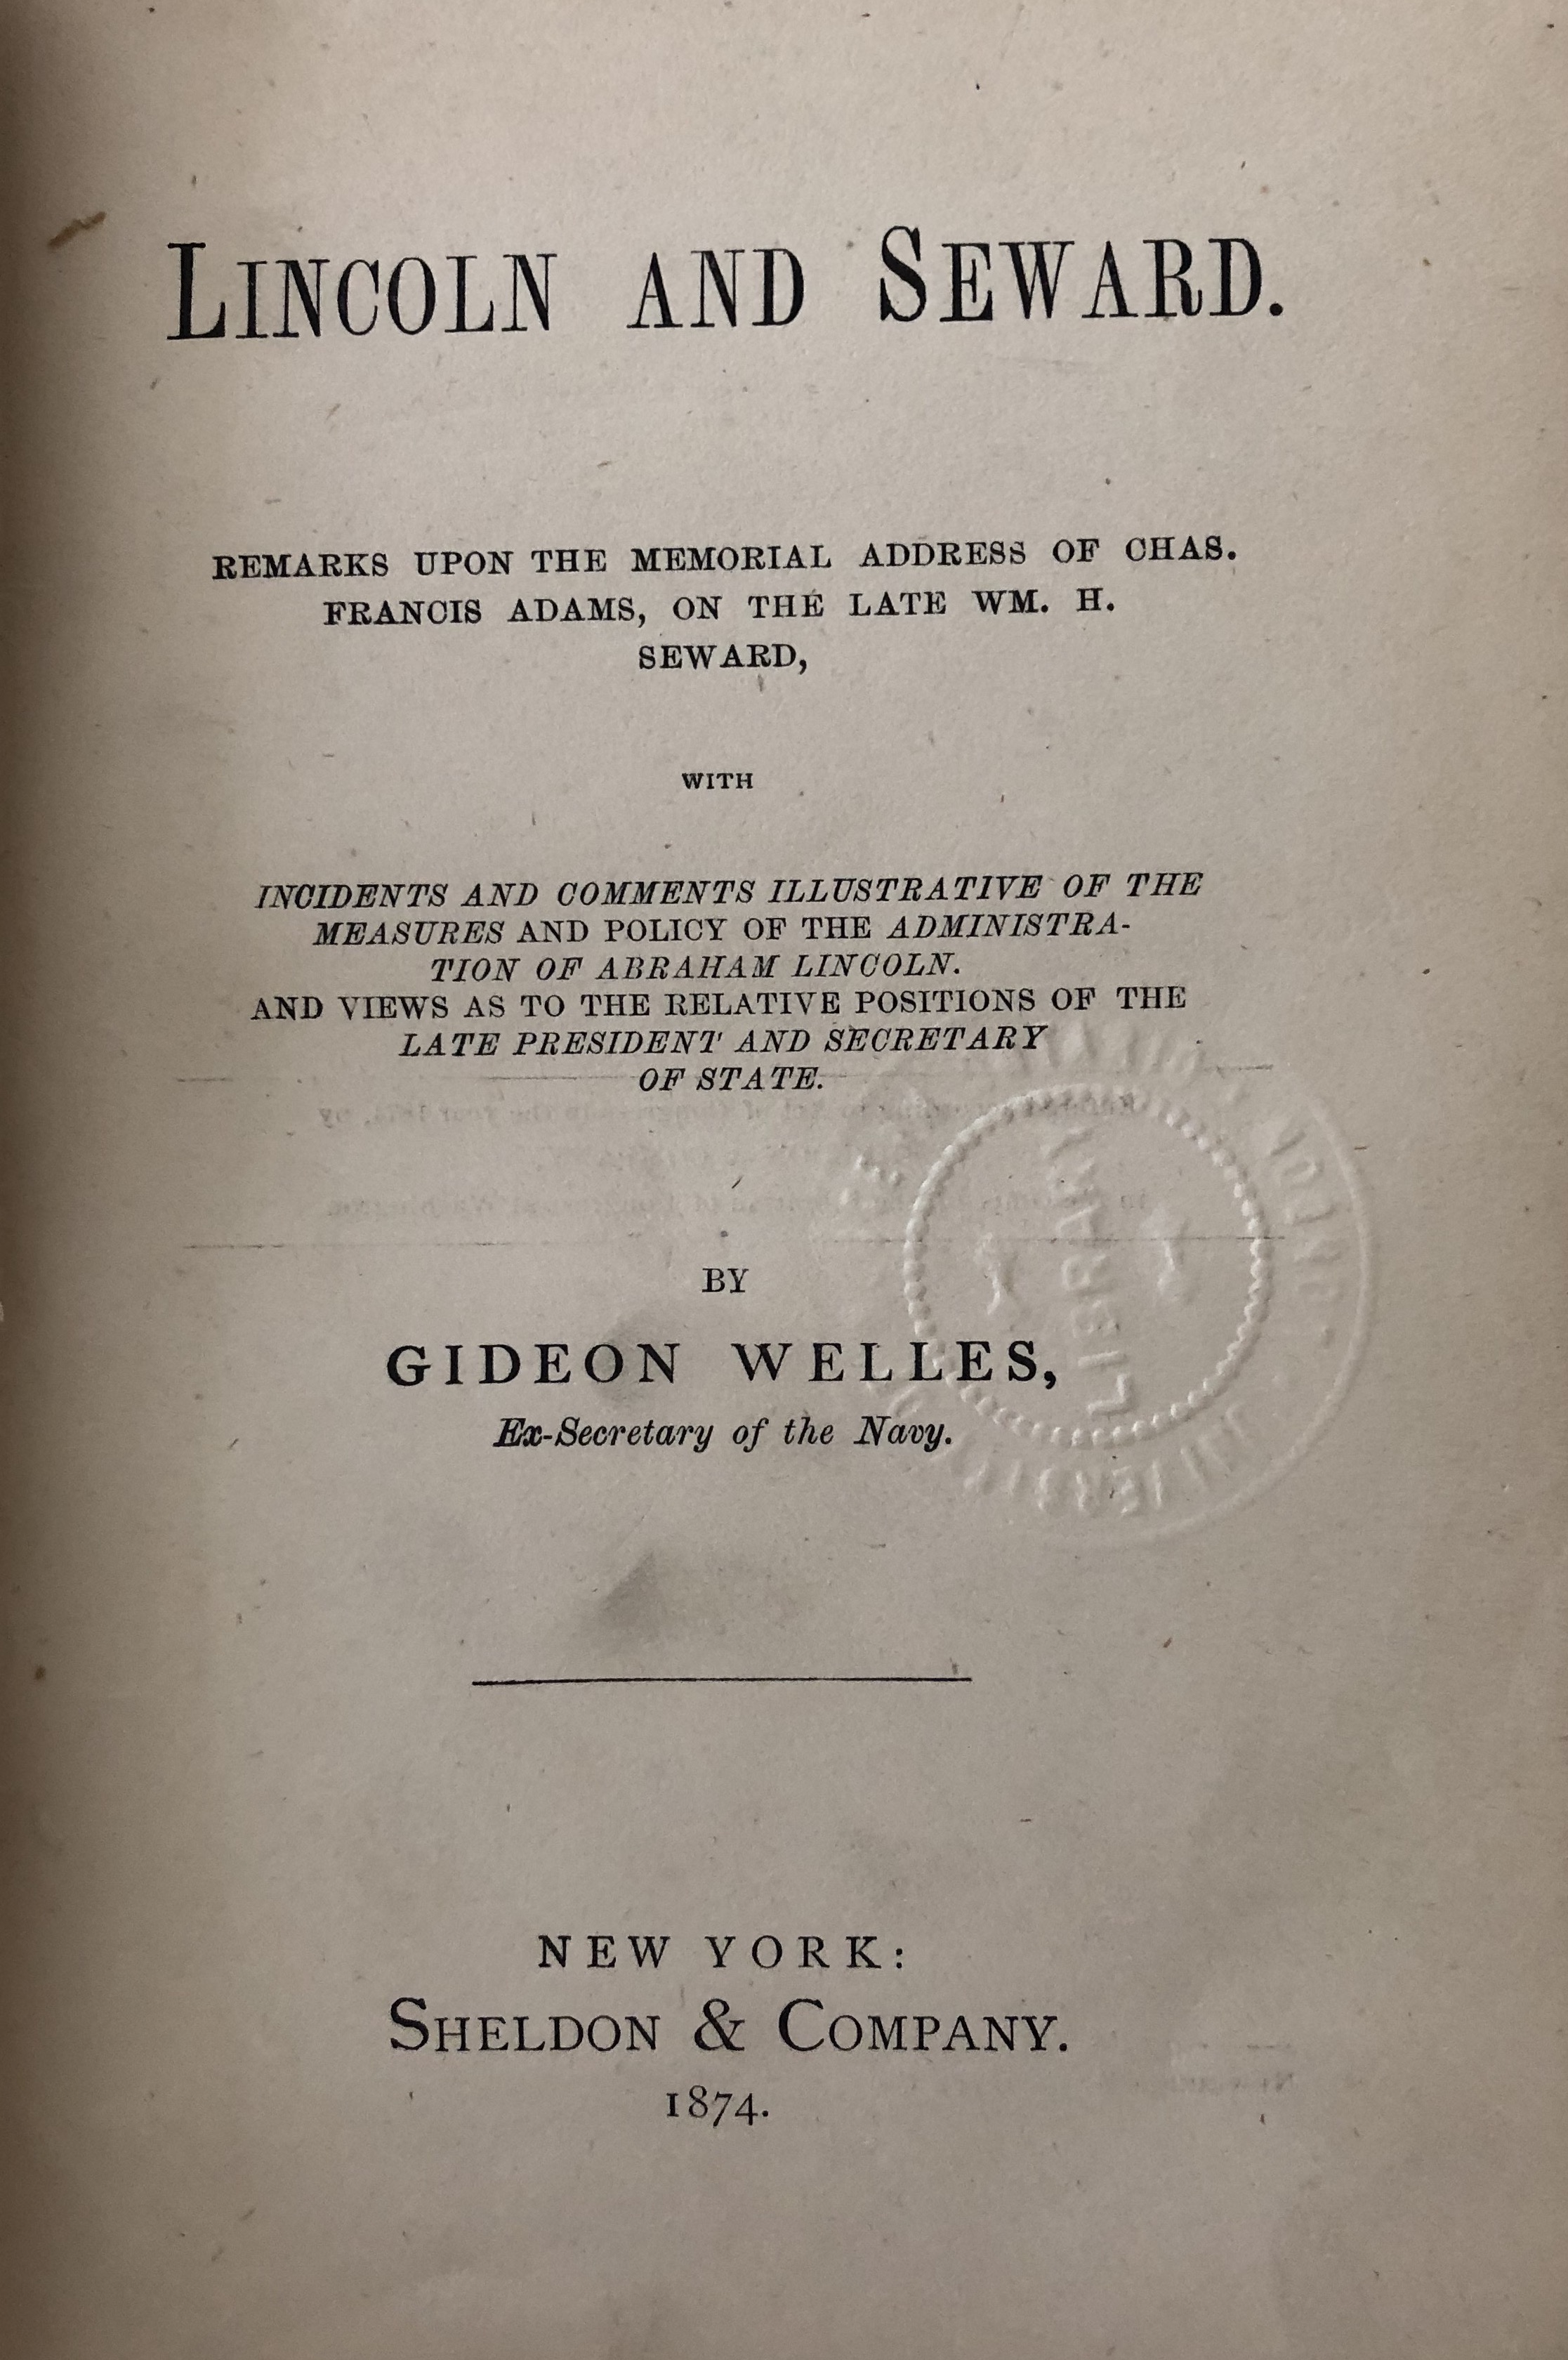 LINCOLN AND SEWARD.
REMARKS UPON THE MEMORIAL ADDRESS OF CHAS.
FRANCIS ADAMS, ON THE LATE WM. H.
SEWARD,
WITH
INCIDENTS AND COMMENTS ILLUSTRATIVE OF THE
MEASURES AND POLICY OF THE ADMINISTRA-
TION OF ABRAHAM LINCOLN.
AND VIEWS AS TO THE RELATIVE POSITIONS OF THE
LATE PRESIDENT AND SECRETARY
OF STATE.
BY
GIDEON WELLES,
Ex-Secretary of the Navy.
LIBRARY
NEW YORK:
SHELDON & COMPANY.
1874.